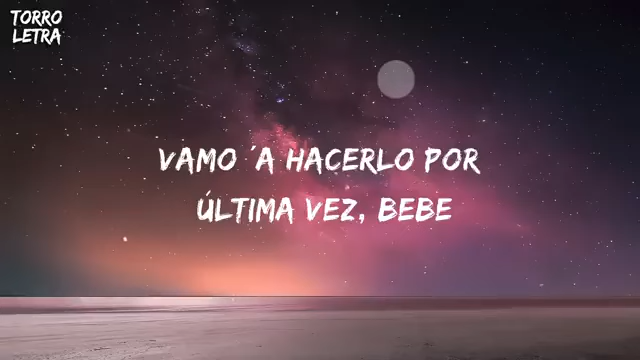 TORRO
LETRA
VAMO ´A HACERLO POR
ÚLTIMA VEZ, BEBE